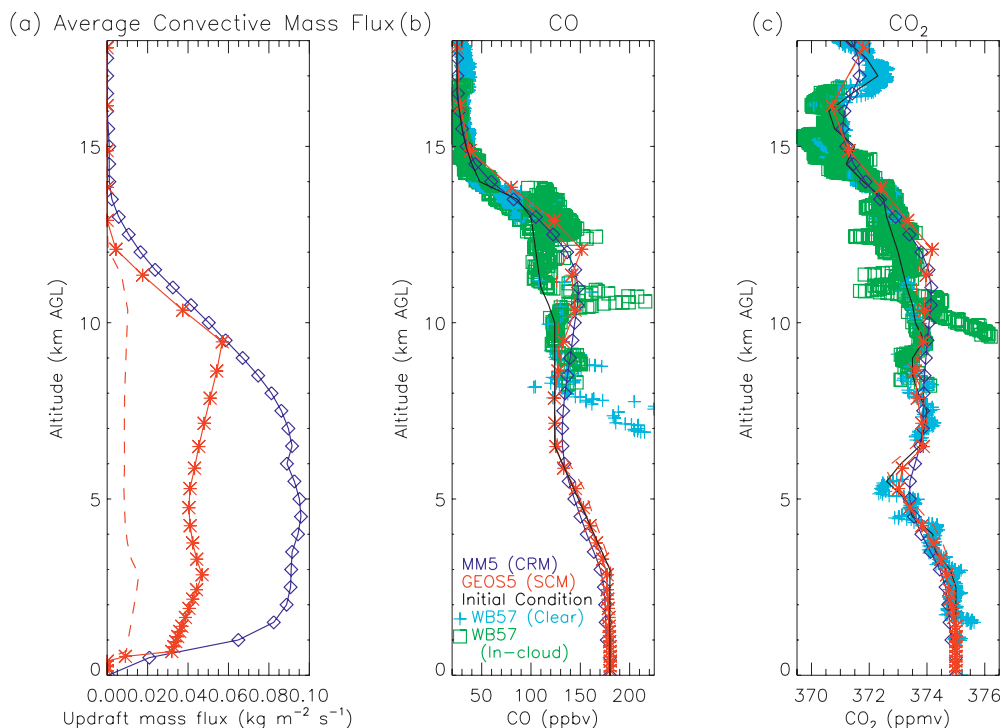 (a) Average Convective Mass Flux
Altitude (km AGL)
15
10
5
0
0.000.020.040.060.080.10
Updraft mass flux (kg m⁻² s⁻¹)
(b) CO
Altitude (km AGL)
15
10
5
0
MM5 (CRM)
GEOS5 (SCM)
Initial Condition
WB57 (Clear)
WB57
(In-cloud)
50 100 150 200
CO (ppbv)
(c) CO₂
Altitude (km AGL)
15
10
5
0
370 372 374 376
CO₂ (ppmv)